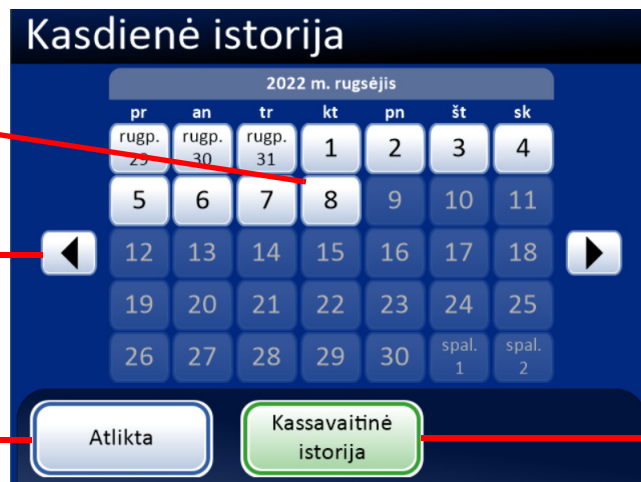 Kasdienė istorija
2022 m. rugsėjis
pr an tr kt pn št sk
rugp. 29 rugp. 30 rugp. 31 1 2 3 4
5 6 7 8 9 10 11
12 13 14 15 16 17 18
19 20 21 22 23 24 25
26 27 28 29 30 spal. 1 spal. 2
Atlikta
Kassavaitinė
istorija